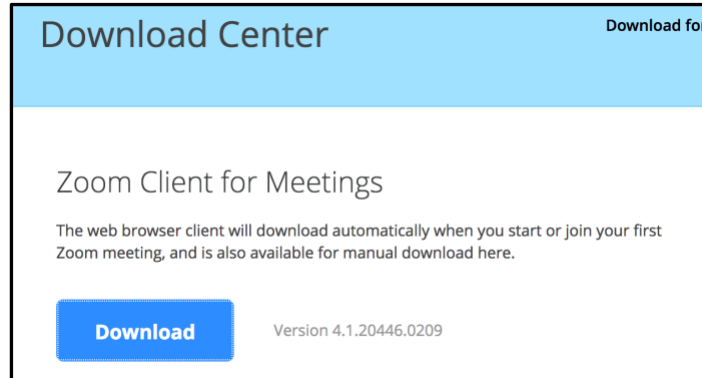 Download Center
Download for
Zoom Client for Meetings
The web browser client will download automatically when you start or join your first
Zoom meeting, and is also available for manual download here.
Download
Version 4.1.20446.0209